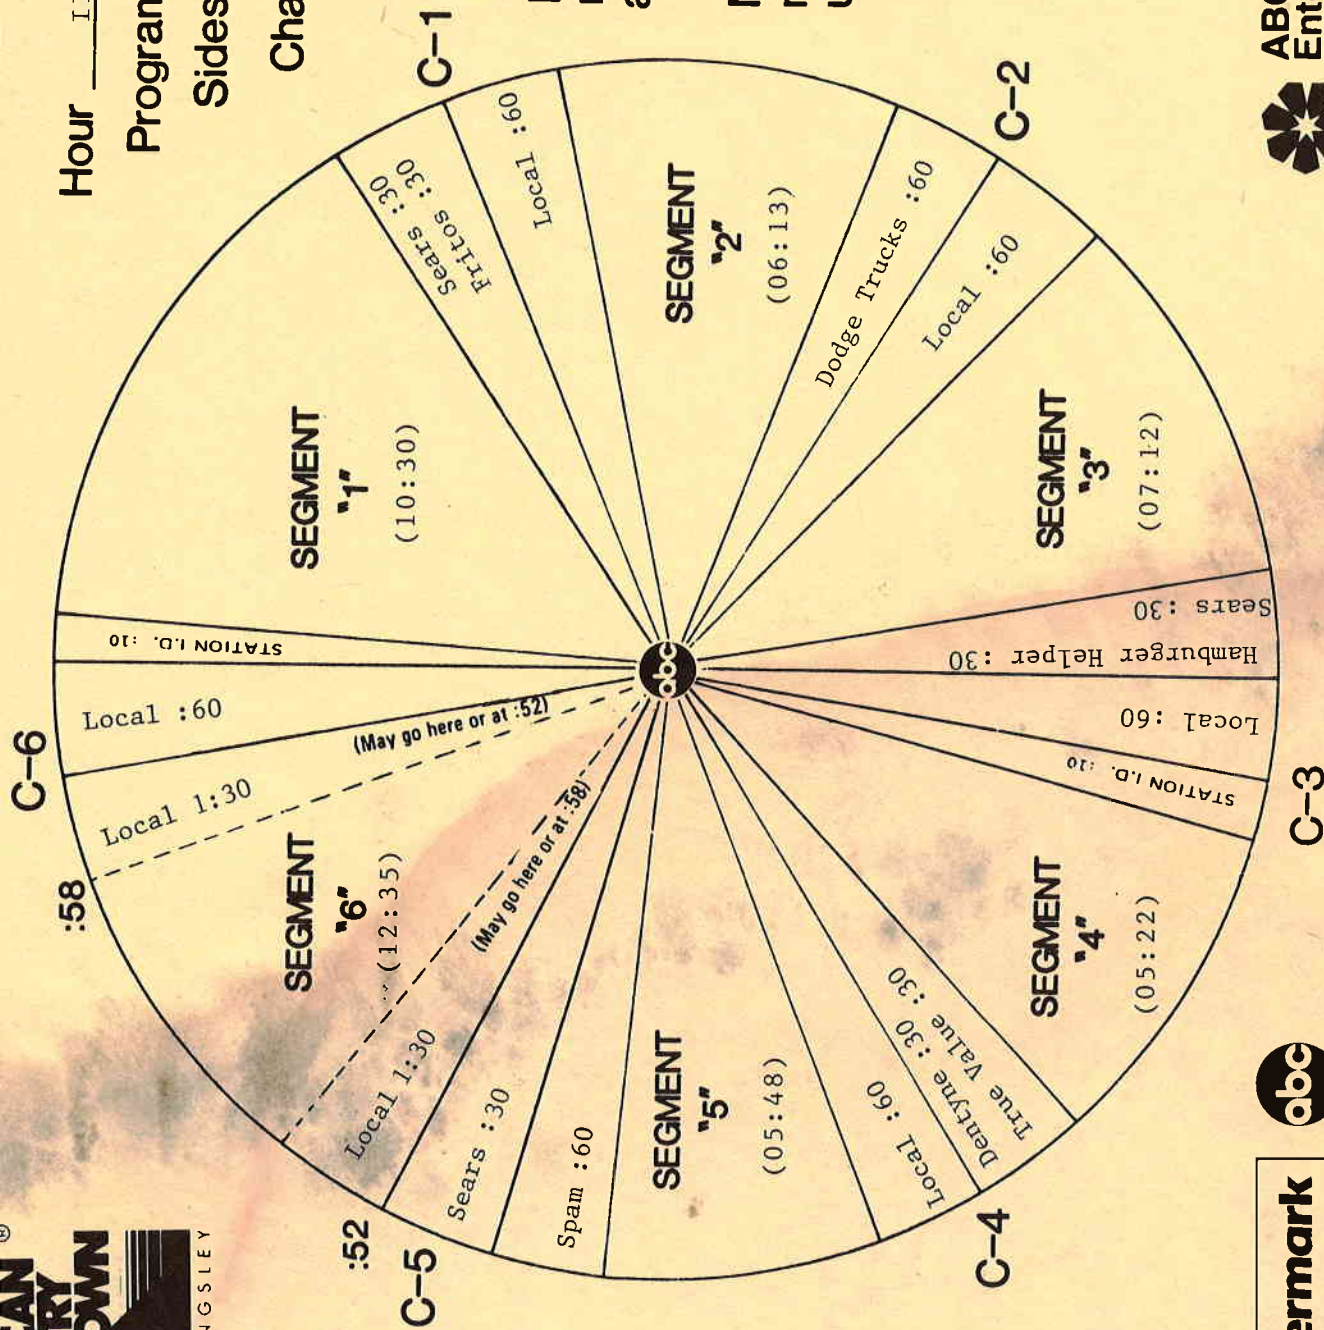 Hour
C-1
Sears :30
Fritos :30
Local :60
SEGMENT
"1"
(10:30)
SEGMENT
"2"
(06:13)
C-2
Dodge Trucks :60
Local :60
SEGMENT
"3"
(07:12)
Sears :30
Hamburger Helper :30
C-3
Local :60
STATION I.D. :10
SEGMENT
"4"
(05:22)
True Value :30
Dentyne :30
C-4
Local :60
SEGMENT
"5"
(05:48)
Spam :60
Sears :30
C-5
:52
Local 1:30
(May go here or at :58)
SEGMENT
"6"
(12:35)
:58
Local 1:30
(May go here or at :52)
C-6
Local :60
STATION I.D. :10
abc
abc
ABC